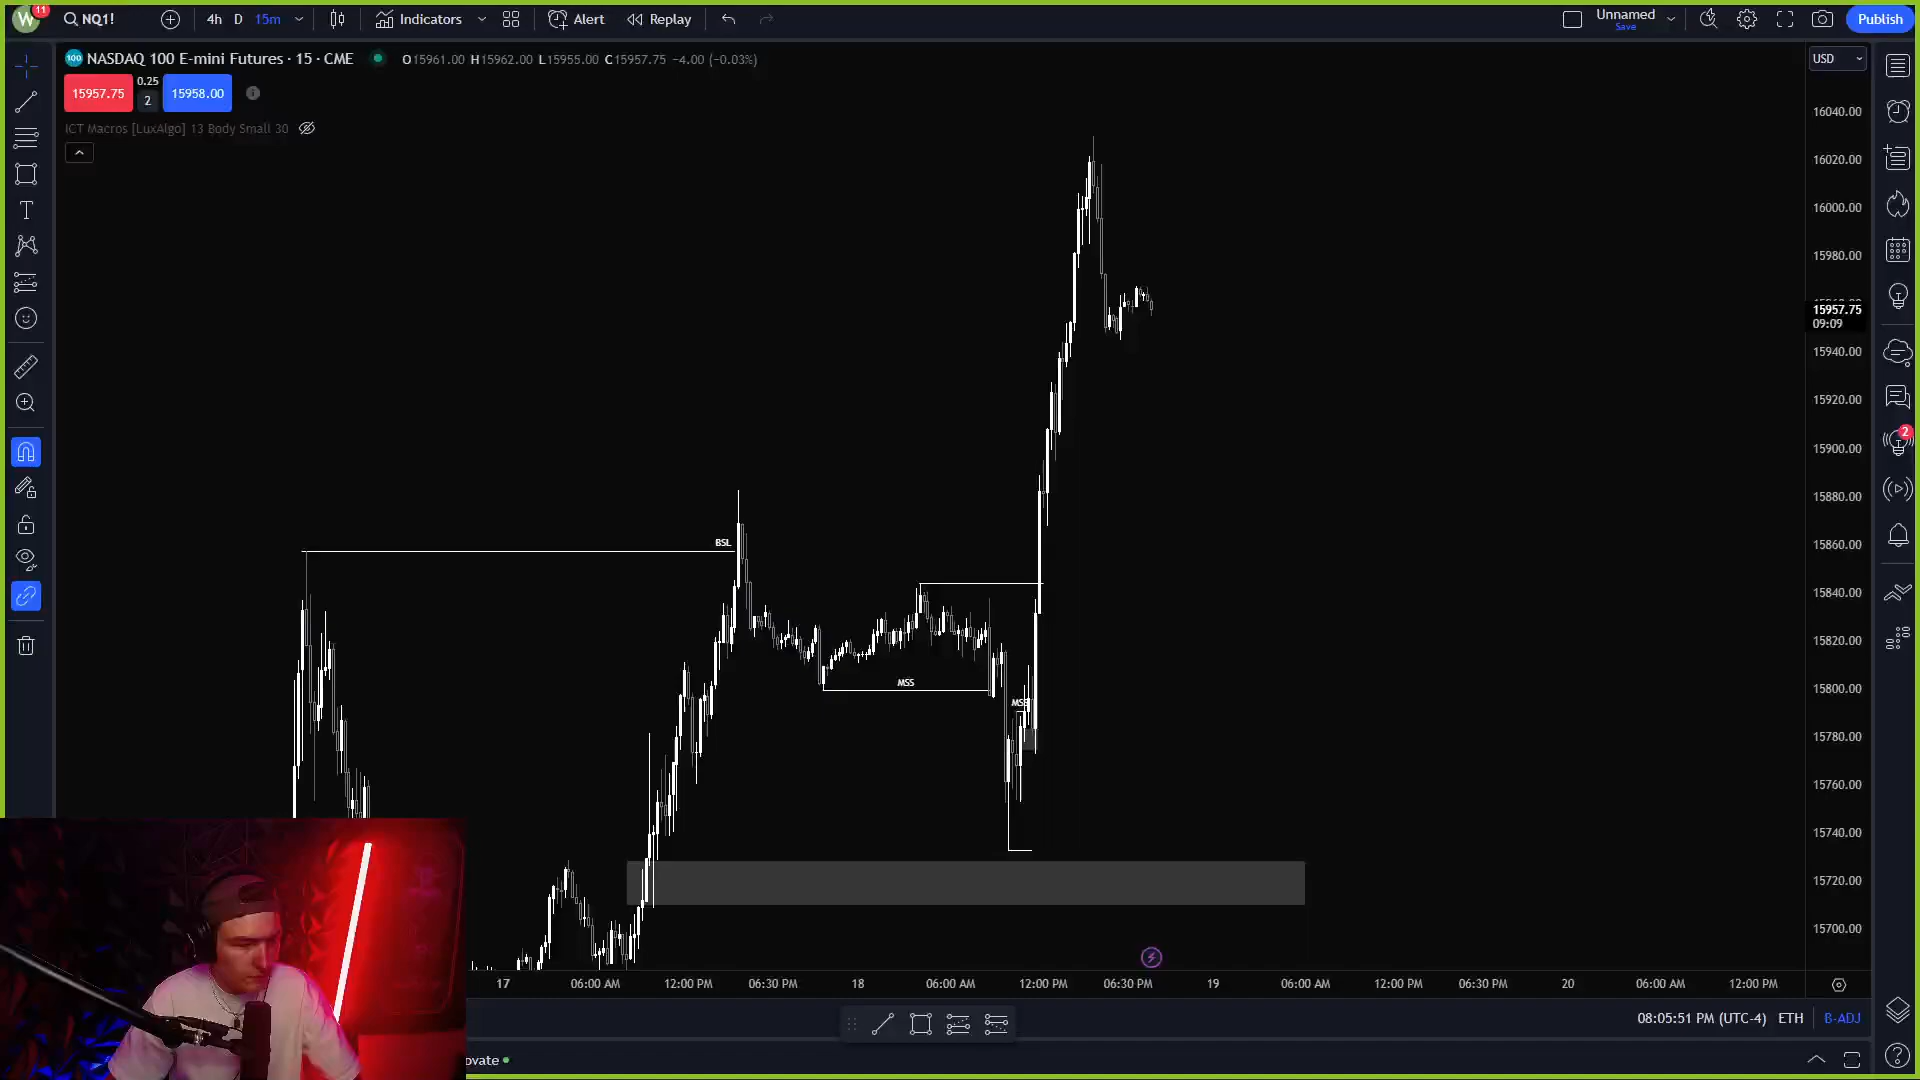 W 11 NQ1! 4h D 15m Indicators Alert Replay Unnamed Save Publish
100 NASDAQ 100 E-mini Futures · 15 · CME O15961.00 H15962.00 L15955.00 C15957.75 −4.00 (−0.03%) USD
15957.75 0.25 2 15958.00
ICT Macros [LuxAlgo] 13 Body Small 30
16040.00
16020.00
16000.00
15980.00
15957.75
09:09
15940.00
15920.00
15900.00
2
15880.00
BSL
15860.00
15840.00
15820.00
15800.00
MSS
15780.00
15760.00
15740.00
15720.00
15700.00
17 06:00 AM 12:00 PM 06:30 PM 18 06:00 AM 12:00 PM 06:30 PM 19 06:00 AM 12:00 PM 06:30 PM 20 06:00 AM 12:00 PM
08:05:51 PM (UTC-4) ETH B-ADJ
ovate